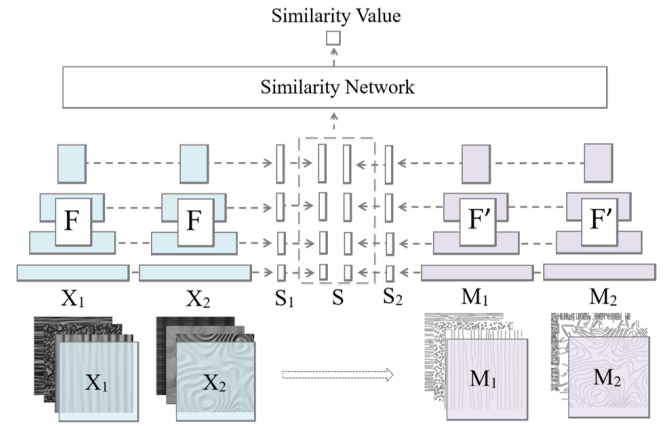 Similarity Value
Similarity Network
F F F′ F′
X₁ X₂ S₁ S S₂ M₁ M₂
X₁ X₂ M₁ M₂